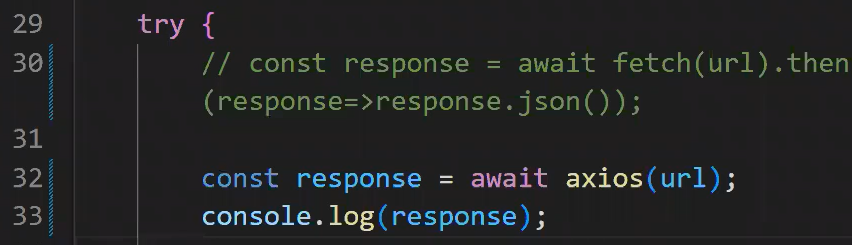 29 try {
30 // const response = await fetch(url).then
(response=>response.json());
31
32 const response = await axios(url);
33 console.log(response);